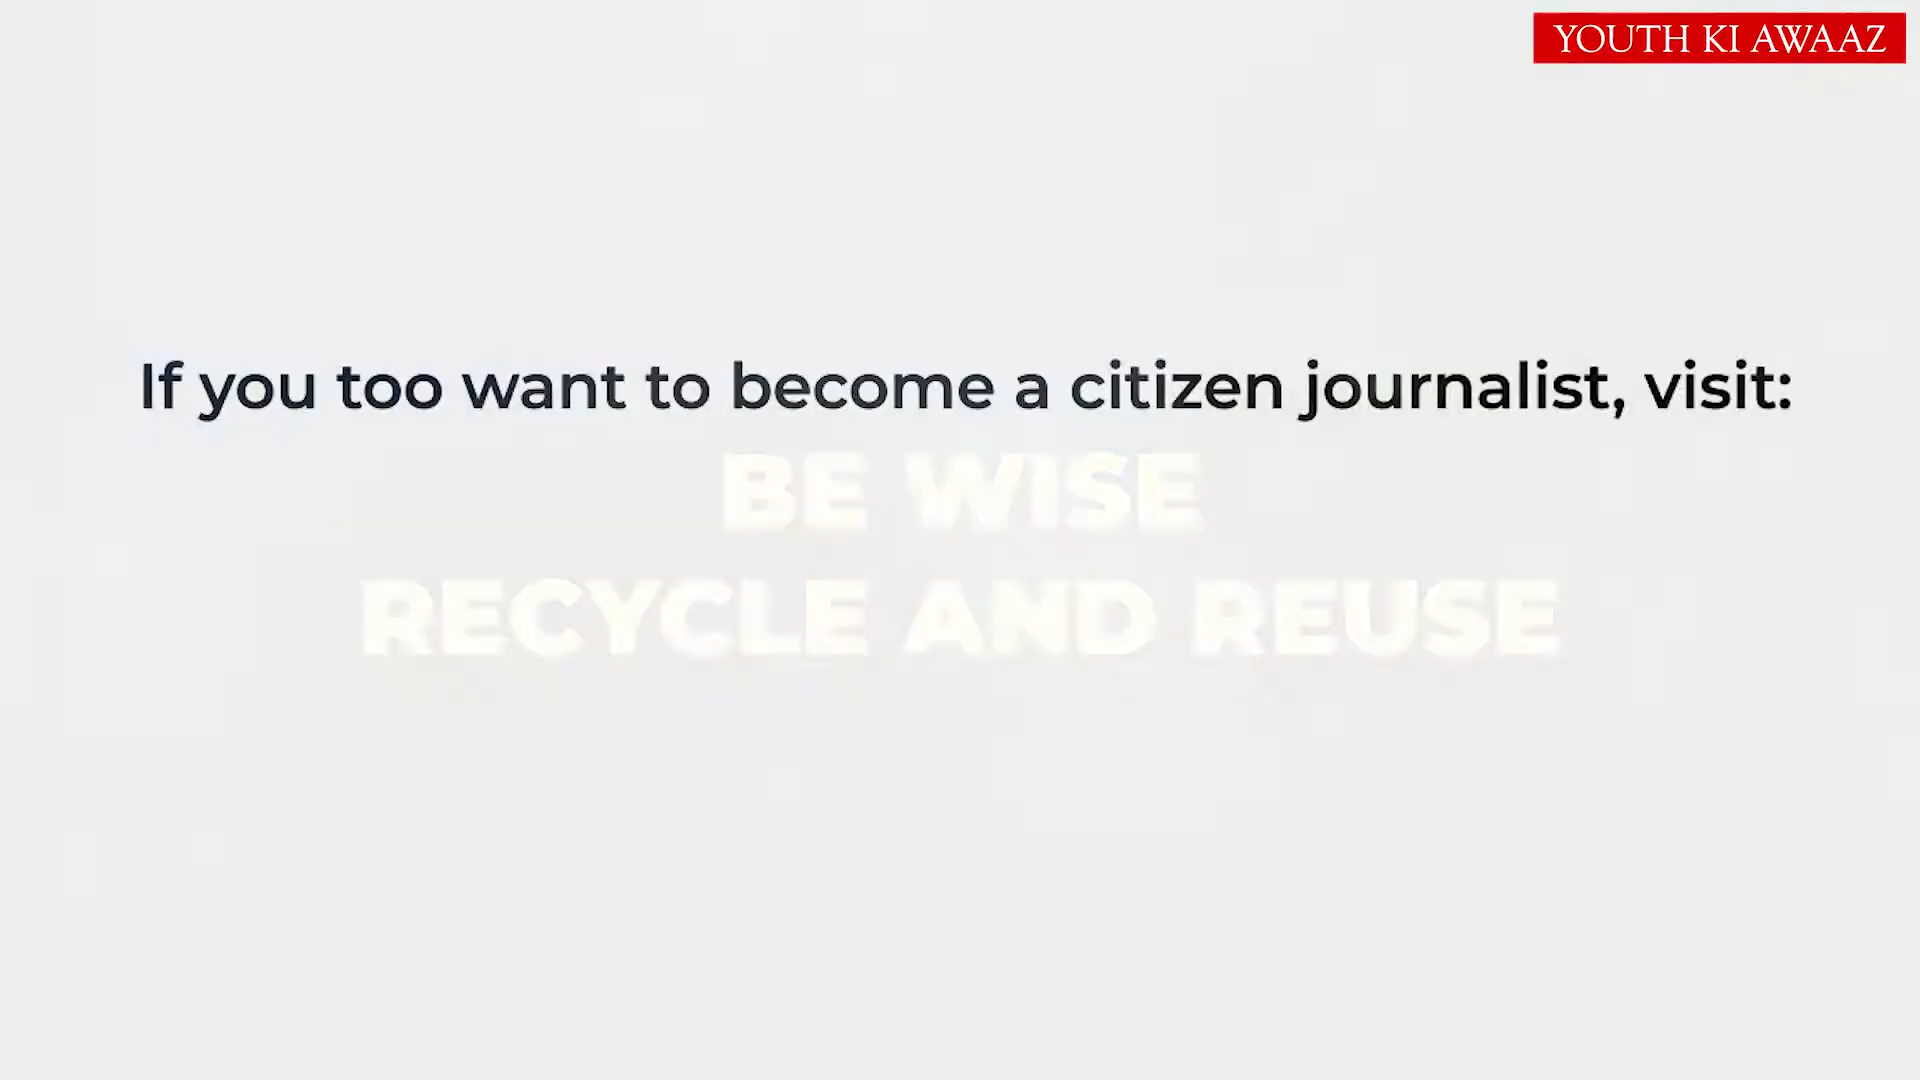 YOUTH KI AWAAZ
If you too want to become a citizen journalist, visit:
BE WISE
RECYCLE AND REUSE